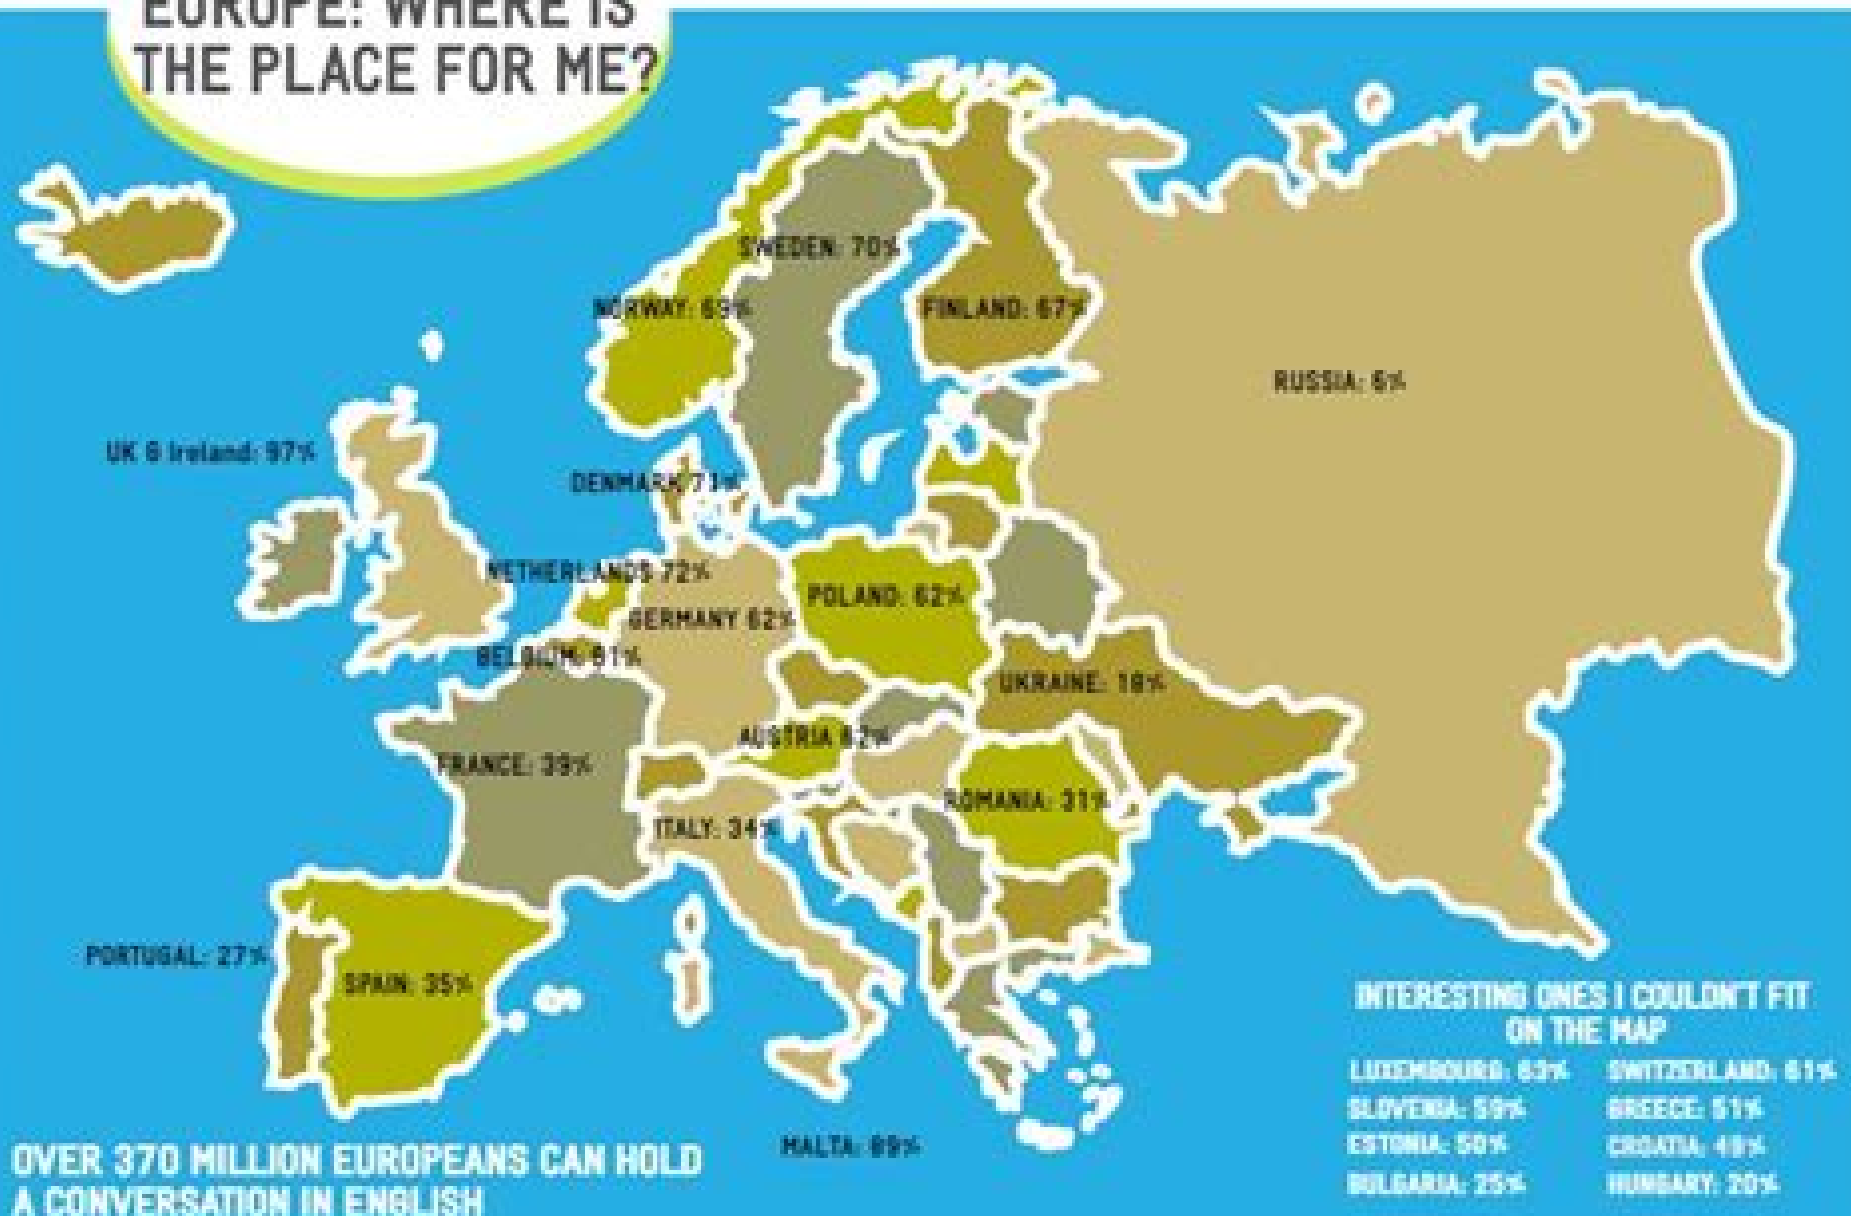 EUROPE: WHERE IS
THE PLACE FOR ME?
SWEDEN: 70%
NORWAY: 69%
FINLAND: 67%
RUSSIA: 6%
UK & Ireland: 97%
DENMARK 71%
NETHERLANDS 72%
POLAND: 62%
GERMANY 62%
BELGIUM:
UKRAINE: 18%
AUSTRIA 62%
FRANCE: 39%
ROMANIA: 31%
ITALY: 34%
PORTUGAL: 27%
SPAIN: 35%
MALTA: 89%
INTERESTING ONES I COULDN'T FIT
ON THE MAP
LUXEMBOURG: 63% SWITZERLAND: 61%
SLOVENIA: 59% GREECE: 51%
ESTONIA: 50% CROATIA: 49%
BULGARIA: 25% HUNGARY: 20%
OVER 370 MILLION EUROPEANS CAN HOLD
A CONVERSATION IN ENGLISH